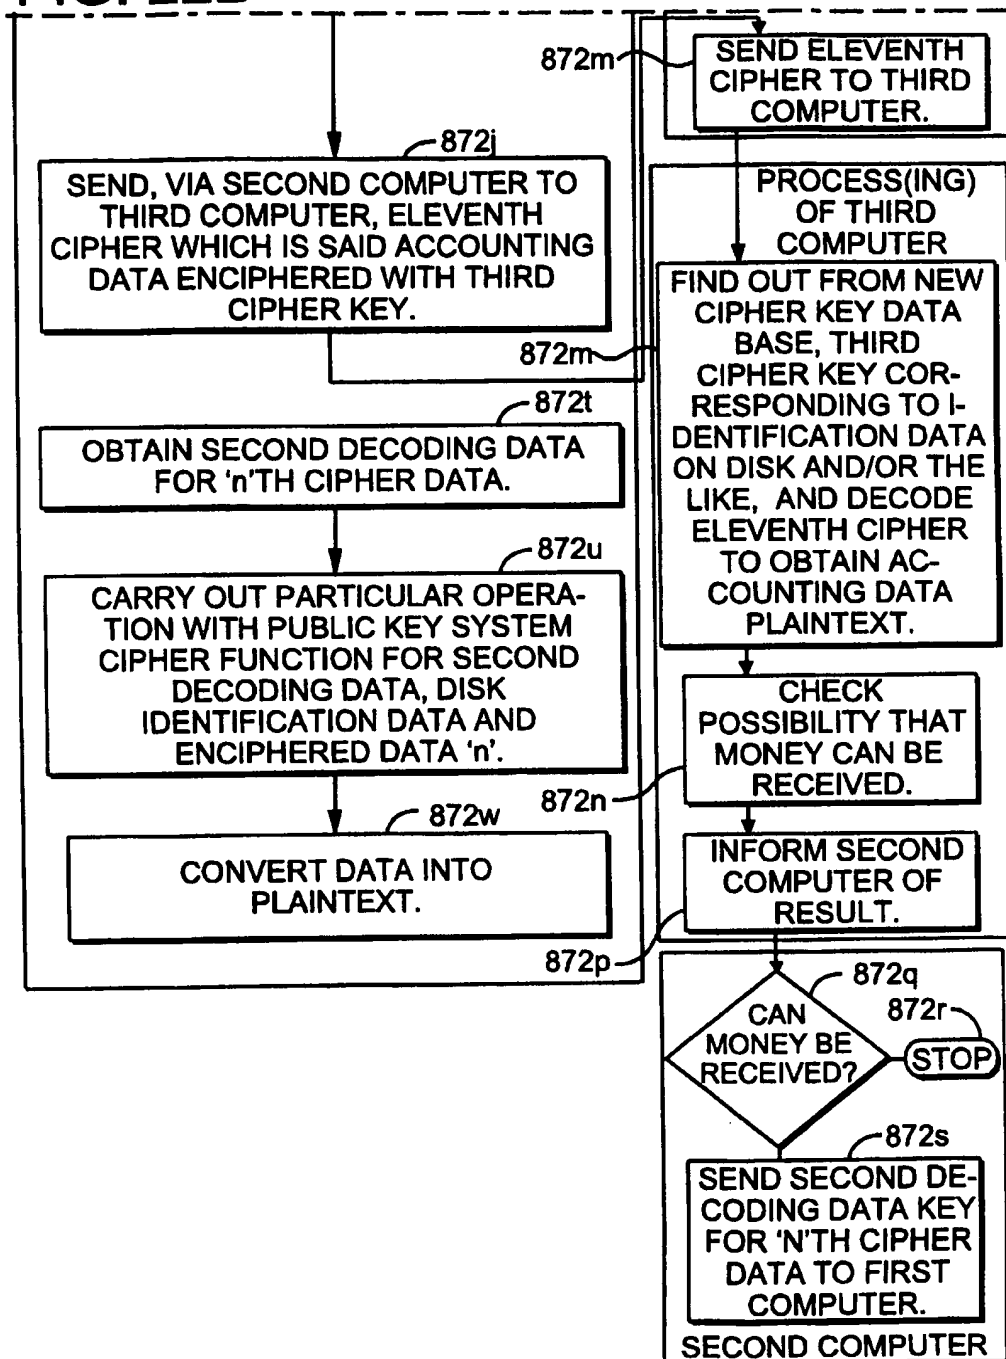 872m
SEND ELEVENTH
CIPHER TO THIRD
COMPUTER.
872j
SEND, VIA SECOND COMPUTER TO
THIRD COMPUTER, ELEVENTH
CIPHER WHICH IS SAID ACCOUNTING
DATA ENCIPHERED WITH THIRD
CIPHER KEY.
872t
OBTAIN SECOND DECODING DATA
FOR 'n'TH CIPHER DATA.
872u
CARRY OUT PARTICULAR OPERA-
TION WITH PUBLIC KEY SYSTEM
CIPHER FUNCTION FOR SECOND
DECODING DATA, DISK
IDENTIFICATION DATA AND
ENCIPHERED DATA 'n'.
872w
CONVERT DATA INTO
PLAINTEXT.
PROCESS(ING)
OF THIRD
COMPUTER
872m
FIND OUT FROM NEW
CIPHER KEY DATA
BASE, THIRD
CIPHER KEY COR-
RESPONDING TO I-
DENTIFICATION DATA
ON DISK AND/OR THE
LIKE, AND DECODE
ELEVENTH CIPHER
TO OBTAIN AC-
COUNTING DATA
PLAINTEXT.
CHECK
POSSIBILITY THAT
MONEY CAN BE
RECEIVED.
872n
INFORM SECOND
COMPUTER OF
RESULT.
872p
872q
CAN
MONEY BE
RECEIVED?
872r
STOP
872s
SEND SECOND DE-
CODING DATA KEY
FOR 'N'TH CIPHER
DATA TO FIRST
COMPUTER.
SECOND COMPUTER